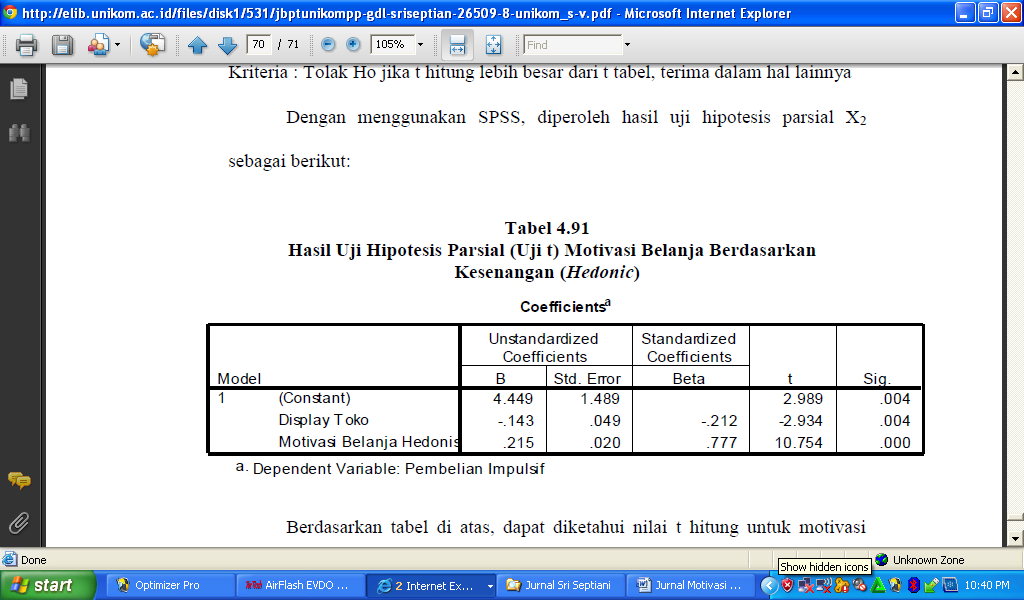 http://elib.unikom.ac.id/files/disk1/531/jbptunikompp-gdl-sriseptian-26509-8-unikom_s-v.pdf - Microsoft Internet Explorer
70 / 71 105% Find
Kriteria : Tolak Ho jika t hitung lebih besar dari t tabel, terima dalam hal lainnya
Dengan menggunakan SPSS, diperoleh hasil uji hipotesis parsial X2
sebagai berikut:
Tabel 4.91
Hasil Uji Hipotesis Parsial (Uji t) Motivasi Belanja Berdasarkan
Kesenangan (Hedonic)
Coefficientsa
Unstandardized Standardized
Coefficients Coefficients
Model B Std. Error Beta t Sig.
1 (Constant) 4.449 1.489 2.989 .004
Display Toko -.143 .049 -.212 -2.934 .004
Motivasi Belanja Hedonis .215 .020 .777 10.754 .000
a. Dependent Variable: Pembelian Impulsif
Berdasarkan tabel di atas, dapat diketahui nilai t hitung untuk motivasi
Done Unknown Zone
Show hidden icons
start Optimizer Pro AirFlash EVDO ... 2 Internet Ex... Jurnal Sri Septiani Jurnal Motivasi ... 10:40 PM